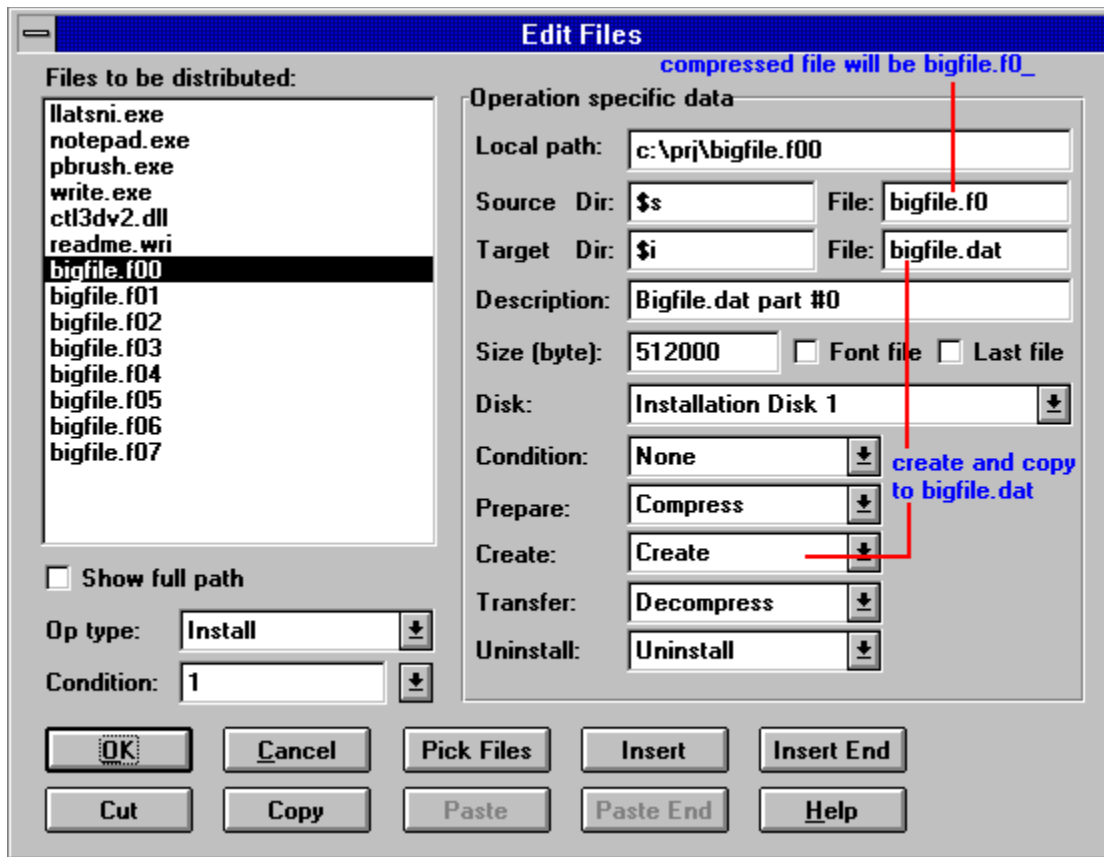 Edit Files
compressed file will be bigfile.f0_
Files to be distributed:
llatsni.exe
notepad.exe
pbrush.exe
write.exe
ctl3dv2.dll
readme.wri
bigfile.f00
bigfile.f01
bigfile.f02
bigfile.f03
bigfile.f04
bigfile.f05
bigfile.f06
bigfile.f07
Show full path
Op type: Install
Condition: 1
Operation specific data
Local path: c:\prj\bigfile.f00
Source Dir: $s File: bigfile.f0
Target Dir: $i File: bigfile.dat
Description: Bigfile.dat part #0
Size (byte): 512000 Font file Last file
Disk: Installation Disk 1
Condition: None
create and copy
to bigfile.dat
Prepare: Compress
Create: Create
Transfer: Decompress
Uninstall: Uninstall
OK Cancel Pick Files Insert Insert End
Cut Copy Paste Paste End Help